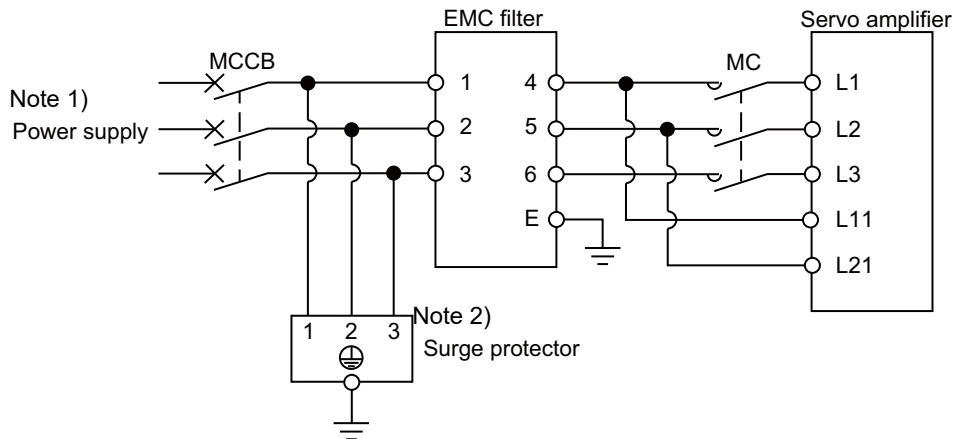 EMC filter
Servo amplifier
MCCB
MC
Note 1)
Power supply
1
4
L1
2
5
L2
3
6
L3
E
L11
L21
Note 2)
1 2 3
Surge protector